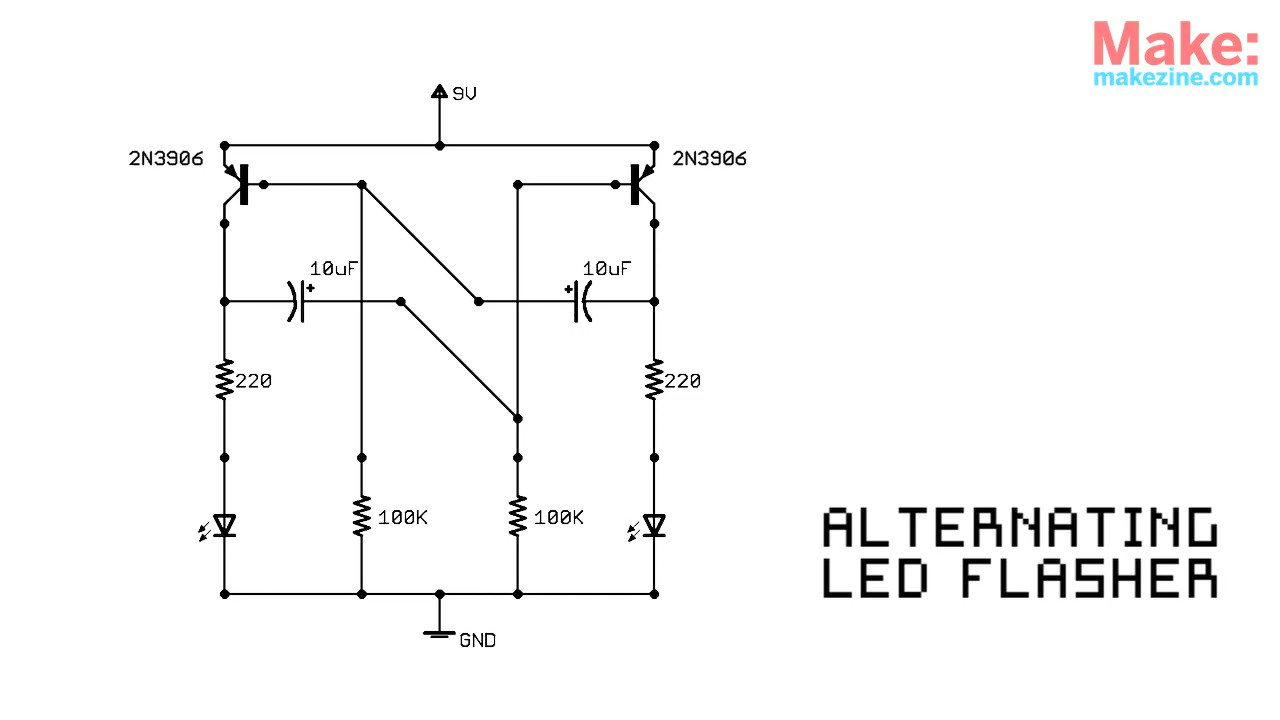 Make:
makezine.com
9V
2N3906
2N3906
10uF
+
10uF
+
220
220
100K
100K
GND
ALTERNATING
LED FLASHER